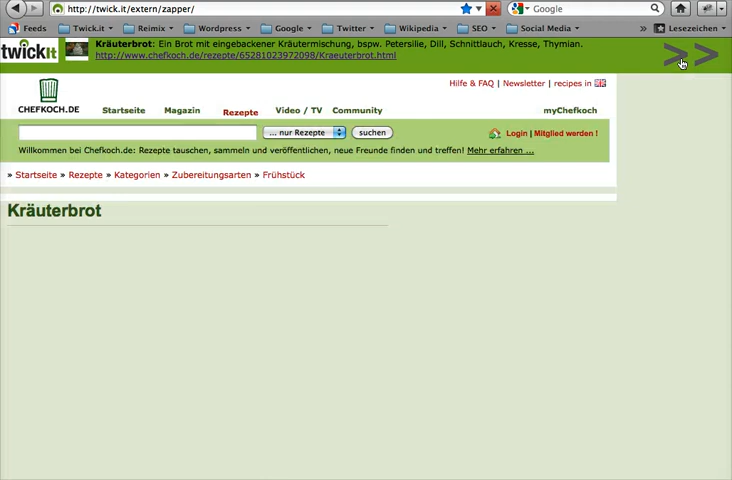 http://twick.it/extern/zapper/
Google
Feeds Twick.it Reimix Wordpress Google Twitter Wikipedia SEO Social Media » Lesezeichen
twickit Kräuterbrot: Ein Brot mit eingebackener Kräutermischung, bspw. Petersilie, Dill, Schnittlauch, Kresse, Thymian. >>
http://www.chefkoch.de/rezepte/65281023972098/Kraeuterbrot.html
Hilfe & FAQ | Newsletter | recipes in
CHEFKOCH.DE Startseite Magazin Rezepte Video / TV Community myChefkoch
... nur Rezepte suchen Login | Mitglied werden !
Willkommen bei Chefkoch.de: Rezepte tauschen, sammeln und veröffentlichen, neue Freunde finden und treffen! Mehr erfahren ...
» Startseite » Rezepte » Kategorien » Zubereitungsarten » Frühstück
Kräuterbrot